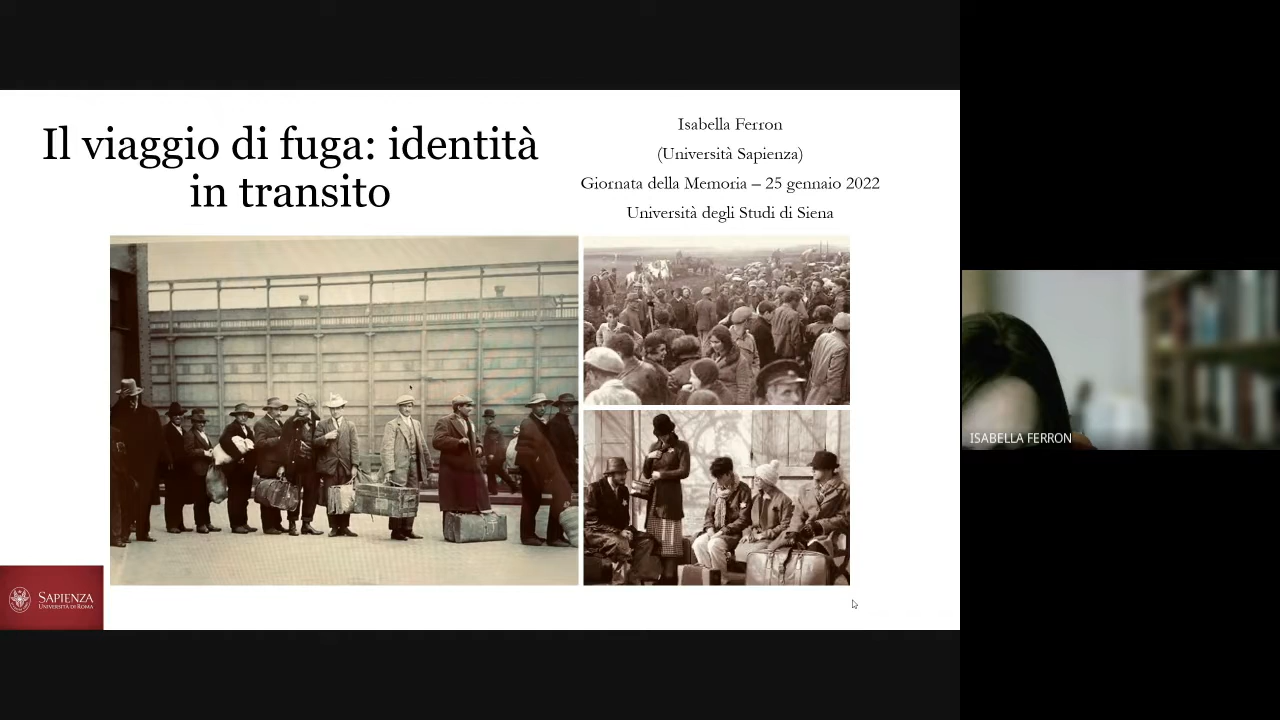 Il viaggio di fuga: identità
in transito
Isabella Ferron
(Università Sapienza)
Giornata della Memoria – 25 gennaio 2022
Università degli Studi di Siena
SAPIENZA
UNIVERSITÀ DI ROMA
ISABELLA FERRON